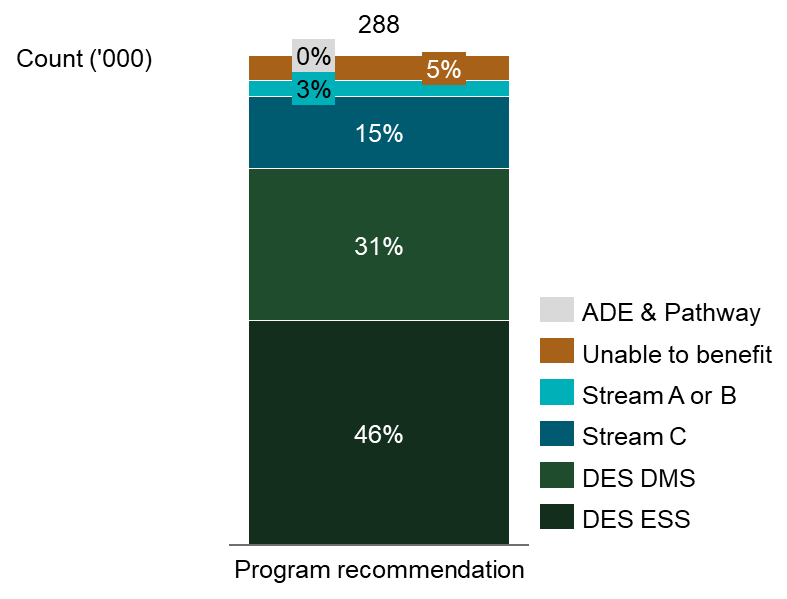 288
Count ('000)
0%
5%
3%
15%
31%
46%
ADE & Pathway
Unable to benefit
Stream A or B
Stream C
DES DMS
DES ESS
Program recommendation